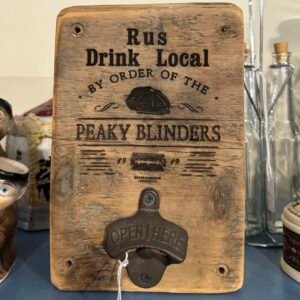 Rus
Drink Local
BY ORDER OF THE
PEAKY BLINDERS
19 19
OPEN HERE